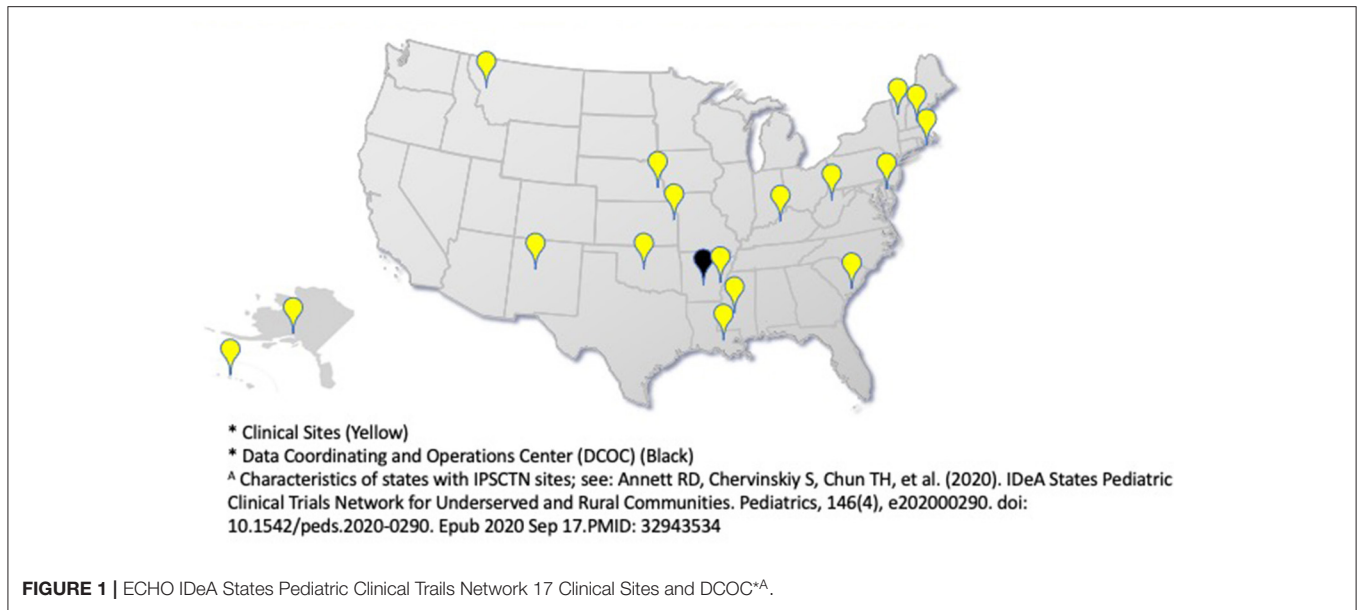 * Clinical Sites (Yellow)
* Data Coordinating and Operations Center (DCOC) (Black)
A Characteristics of states with IPSCTN sites; see: Annett RD, Chervinskiy S, Chun TH, et al. (2020). IDeA States Pediatric
Clinical Trials Network for Underserved and Rural Communities. Pediatrics, 146(4), e202000290. doi:
10.1542/peds.2020-0290. Epub 2020 Sep 17.PMID: 32943534
FIGURE 1 | ECHO IDeA States Pediatric Clinical Trails Network 17 Clinical Sites and DCOC*A.